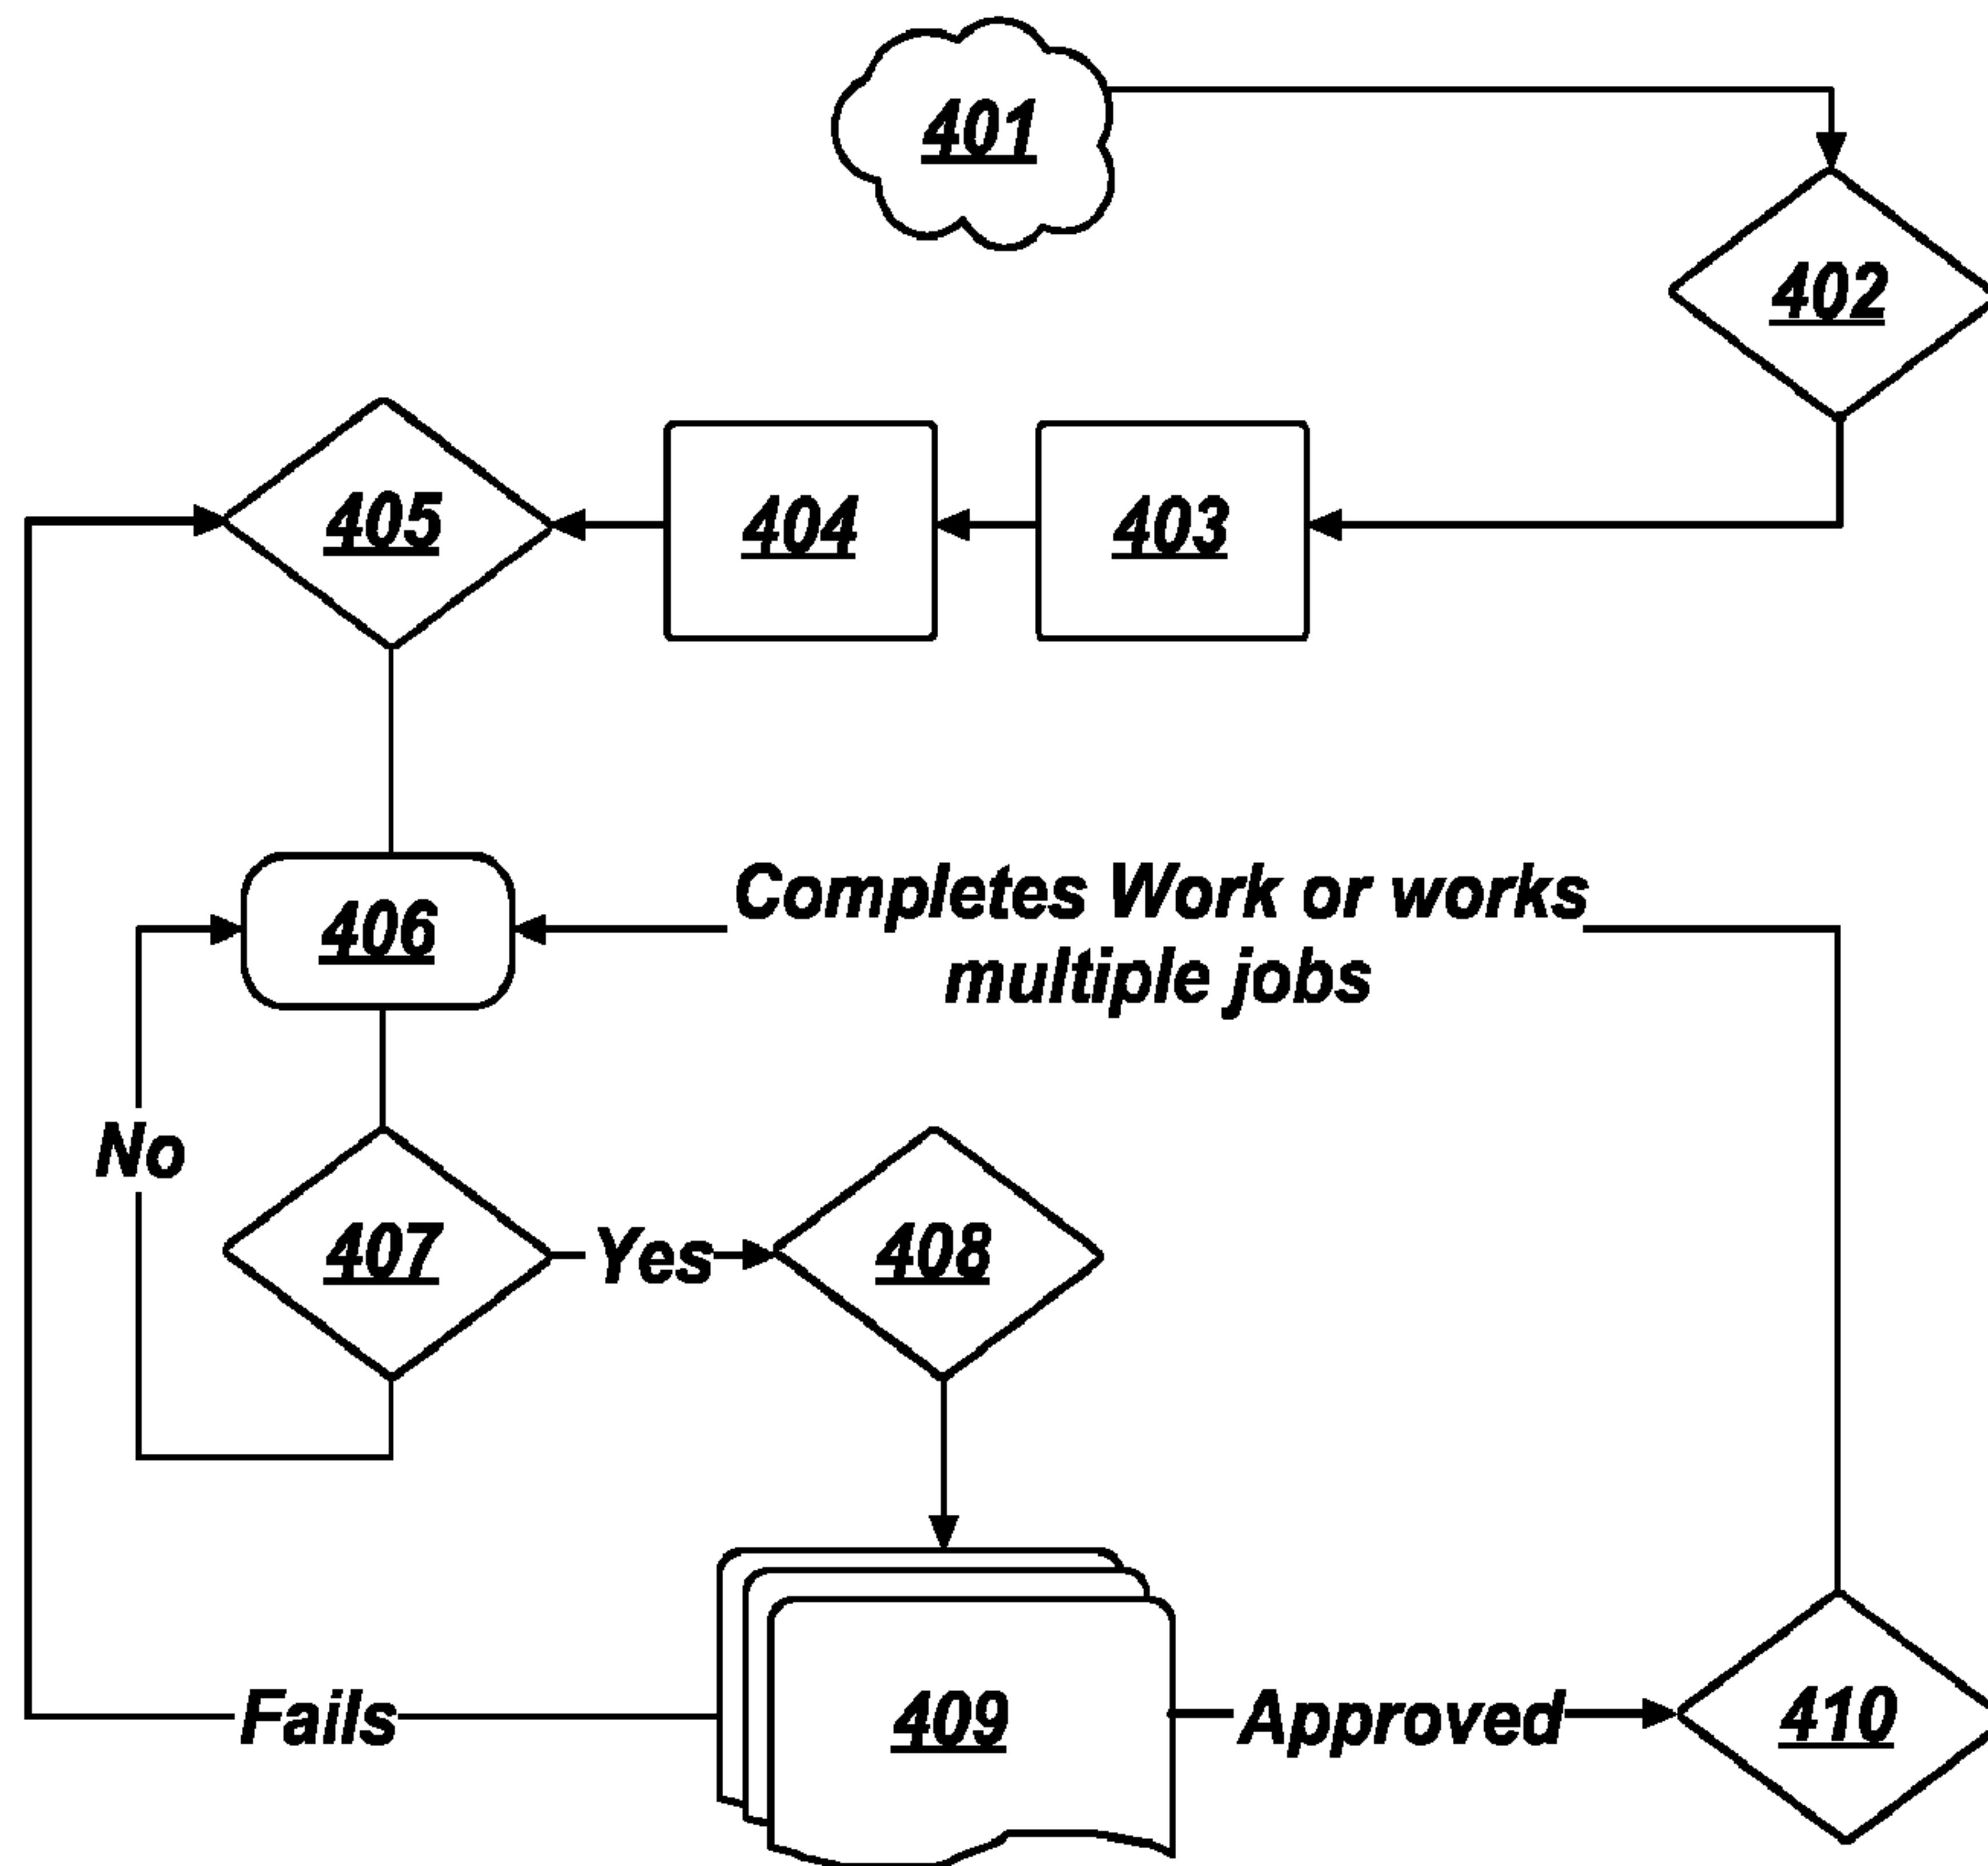 401
402
405
404
403
406
Completes Work or works
multiple jobs
No
407
Yes
408
Fails
409
Approved
410